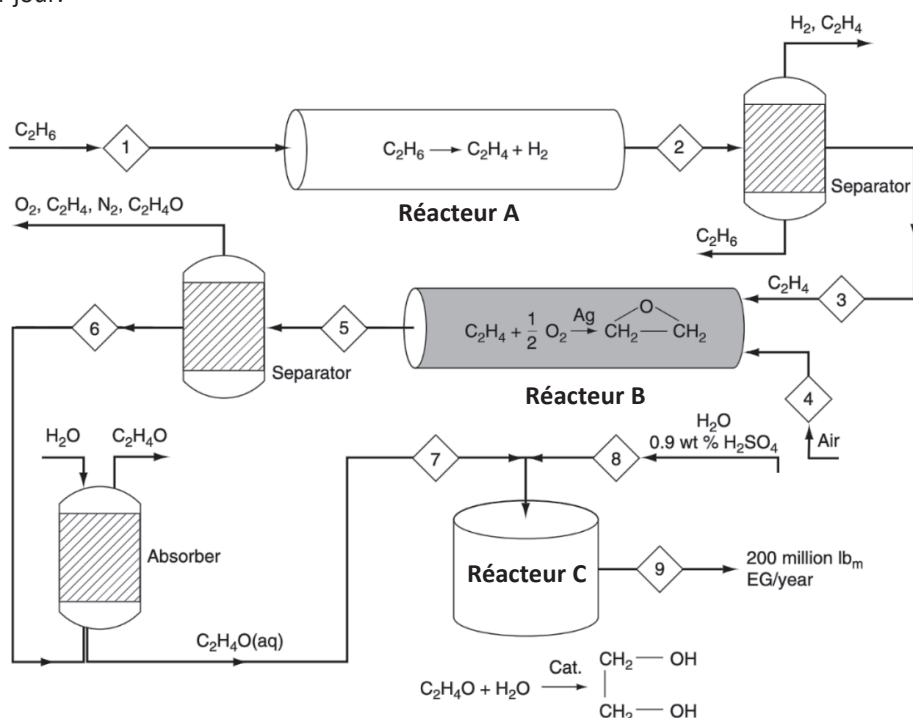 r jour.
H₂, C₂H₄
C₂H₆
1
C₂H₆ ⟶ C₂H₄ + H₂
2
Separator
Réacteur A
O₂, C₂H₄, N₂, C₂H₄O
C₂H₆
C₂H₄
3
6
5
C₂H₄ + 1/2 O₂ Ag→ CH₂—CH₂ O
Separator
Réacteur B
4
H₂O
C₂H₄O
7
H₂O
0.9 wt % H₂SO₄
8
Air
Absorber
Réacteur C
9
200 million lbₘ
EG/year
C₂H₄O(aq)
CH₂— OH
Cat.
C₂H₄O + H₂O ⟶
CH₂— OH